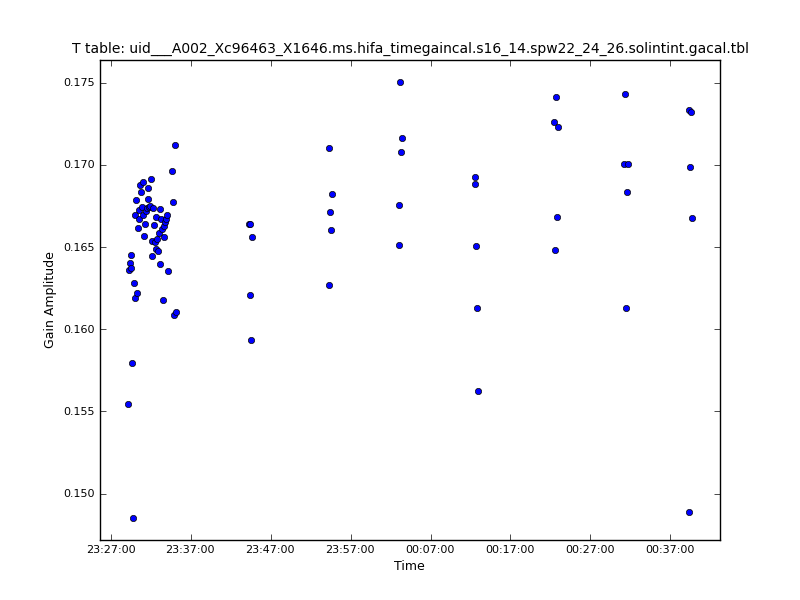 T table: uid___A002_Xc96463_X1646.ms.hifa_timegaincal.s16_14.spw22_24_26.solintint.gacal.tbl
0.175
0.170
0.165
0.160
0.155
0.150
Gain Amplitude
23:27:00 23:37:00 23:47:00 23:57:00 00:07:00 00:17:00 00:27:00 00:37:00
Time